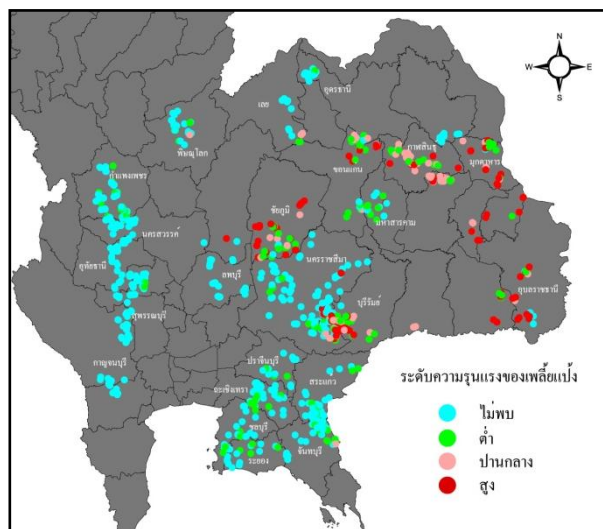 N
W E
S
อุดรธานี
เลย
พิษณุโลก
กาฬสินธุ์
มุกดาหาร
ขอนแก่น
กำแพงเพชร
ชัยภูมิ
มหาสารคาม
นครสวรรค์
นครราชสีมา
อุทัยธานี
ลพบุรี
อุบลราชธานี
บุรีรัมย์
สุพรรณบุรี
ปราจีนบุรี
กาญจนบุรี
สระแก้ว
ฉะเชิงเทรา
ชลบุรี
จันทบุรี
ระยอง
ระดับความรุนแรงของเพลี้ยแป้ง
ไม่พบ
ต่ำ
ปานกลาง
สูง